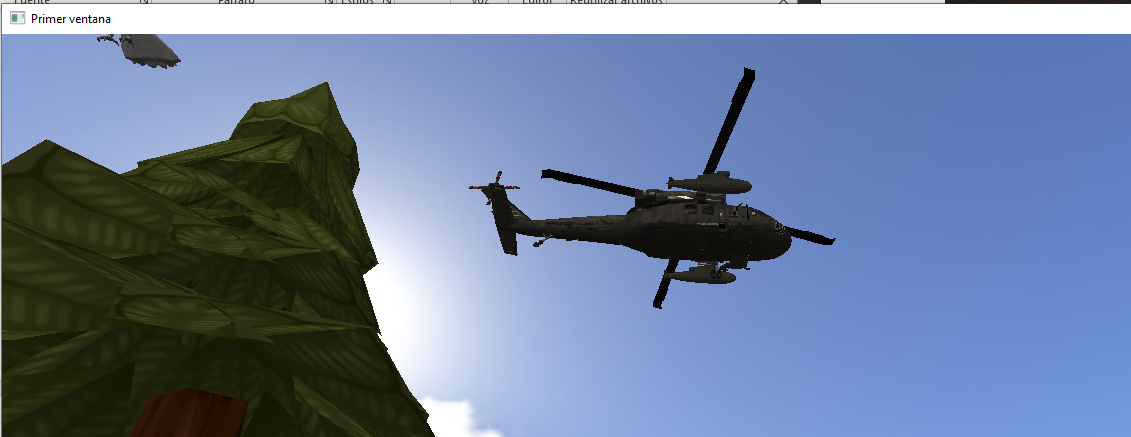 Fuente Párrafo Estilos Voz Editor Reutilizar archivos
Primer ventana